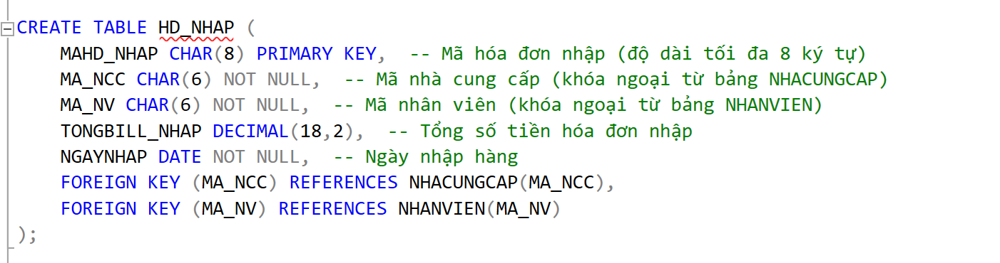 CREATE TABLE HD_NHAP (
    MAHD_NHAP CHAR(8) PRIMARY KEY,  -- Mã hóa đơn nhập (độ dài tối đa 8 ký tự)
    MA_NCC CHAR(6) NOT NULL,  -- Mã nhà cung cấp (khóa ngoại từ bảng NHACUNGCAP)
    MA_NV CHAR(6) NOT NULL,  -- Mã nhân viên (khóa ngoại từ bảng NHANVIEN)
    TONGBILL_NHAP DECIMAL(18,2),  -- Tổng số tiền hóa đơn nhập
    NGAYNHAP DATE NOT NULL,  -- Ngày nhập hàng
    FOREIGN KEY (MA_NCC) REFERENCES NHACUNGCAP(MA_NCC),
    FOREIGN KEY (MA_NV) REFERENCES NHANVIEN(MA_NV)
);